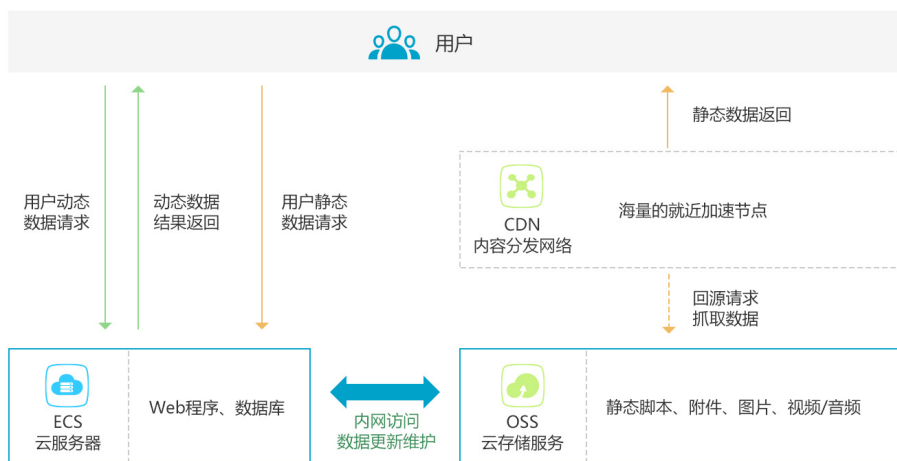 用户
静态数据返回
用户动态
数据请求
动态数据
结果返回
用户静态
数据请求
CDN
内容分发网络
海量的就近加速节点
回源请求
抓取数据
ECS
云服务器
Web程序、数据库
内网访问
数据更新维护
OSS
云存储服务
静态脚本、附件、图片、视频/音频